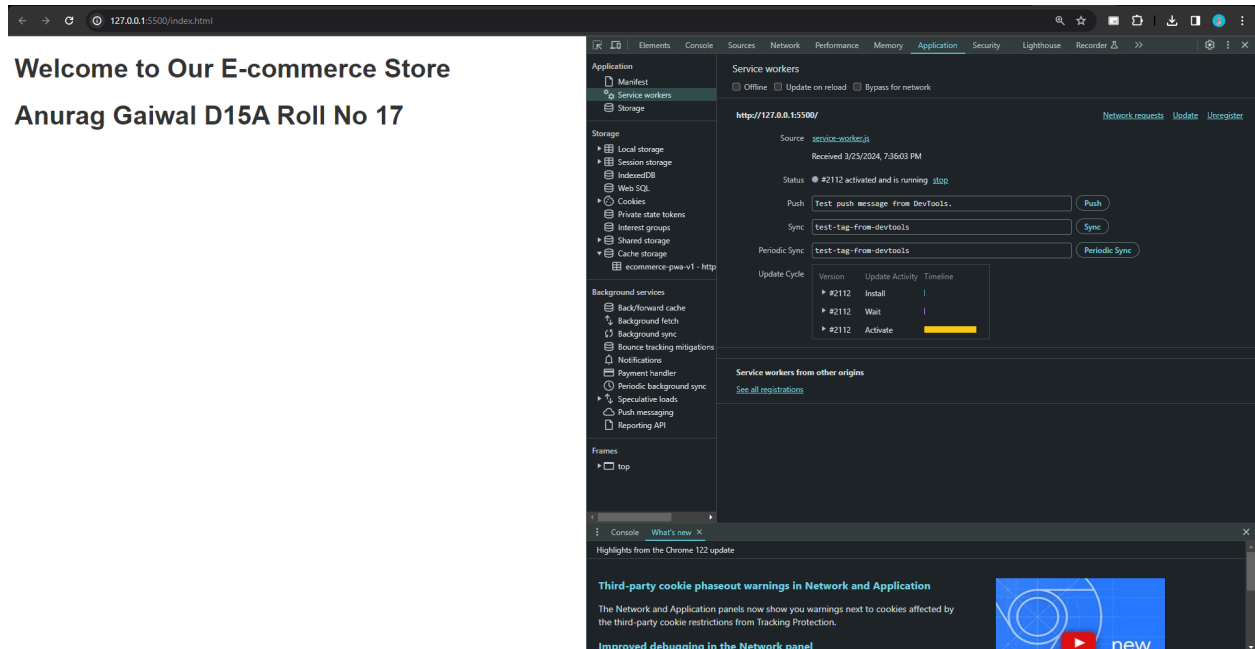 127.0.0.1:5500/index.html
Welcome to Our E-commerce Store
Anurag Gaiwal D15A Roll No 17
Elements Console Sources Network Performance Memory Application Security Lighthouse Recorder
Application
Manifest
Service workers
Storage
Storage
Local storage
Session storage
IndexedDB
Web SQL
Cookies
Private state tokens
Interest groups
Shared storage
Cache storage
ecommerce-pwa-v1 - http
Background services
Back/forward cache
Background fetch
Background sync
Bounce tracking mitigations
Notifications
Payment handler
Periodic background sync
Speculative loads
Push messaging
Reporting API
Frames
top
Service workers
Offline Update on reload Bypass for network
http://127.0.0.1:5500/ Network requests Update Unregister
Source service-worker.js
Received 3/25/2024, 7:36:03 PM
Status #2112 activated and is running stop
Push Test push message from DevTools. Push
Sync test-tag-from-devtools Sync
Periodic Sync test-tag-from-devtools Periodic Sync
Update Cycle Version Update Activity Timeline
#2112 Install
#2112 Wait
#2112 Activate
Service workers from other origins
See all registrations
Console What's new
Highlights from the Chrome 122 update
Third-party cookie phaseout warnings in Network and Application
The Network and Application panels now show you warnings next to cookies affected by
the third-party cookie restrictions from Tracking Protection.
Improved debugging in the Network panel
new